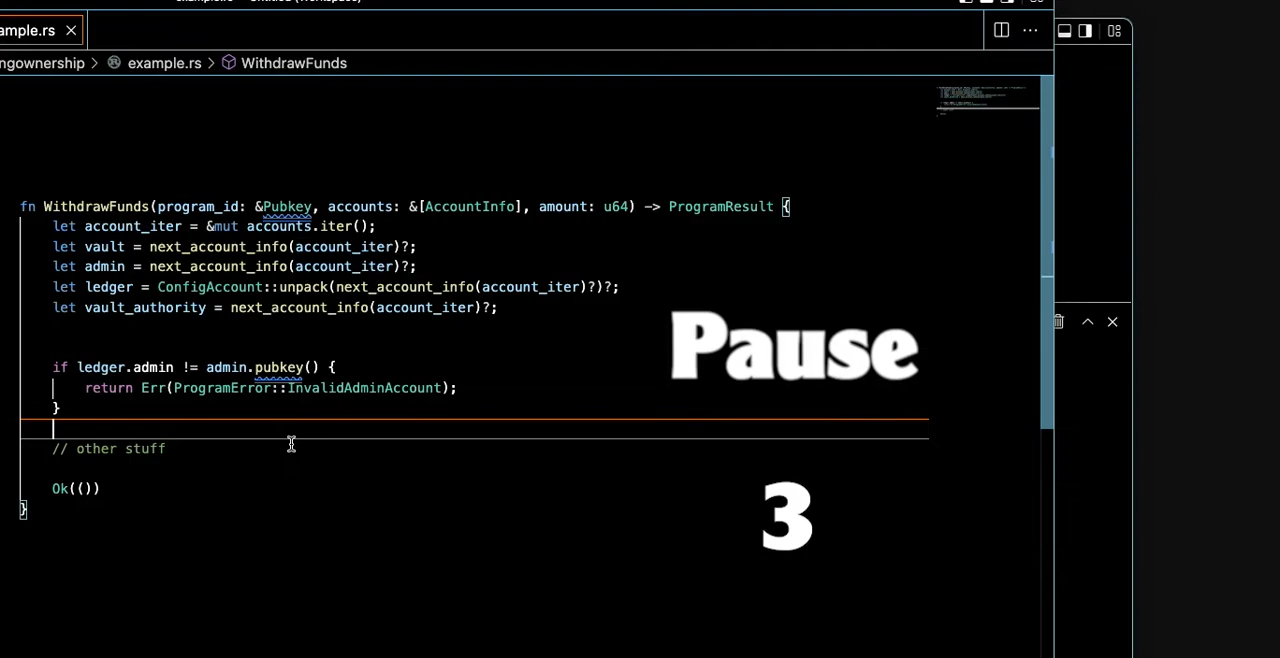 ample.rs
ngownership > example.rs > WithdrawFunds
fn WithdrawFunds(program_id: &Pubkey, accounts: &[AccountInfo], amount: u64) -> ProgramResult {
let account_iter = &mut accounts.iter();
let vault = next_account_info(account_iter)?;
let admin = next_account_info(account_iter)?;
let ledger = ConfigAccount::unpack(next_account_info(account_iter)?)?;
let vault_authority = next_account_info(account_iter)?;
if ledger.admin != admin.pubkey() {
return Err(ProgramError::InvalidAdminAccount);
}
// other stuff
Ok(())
}
Pause
3